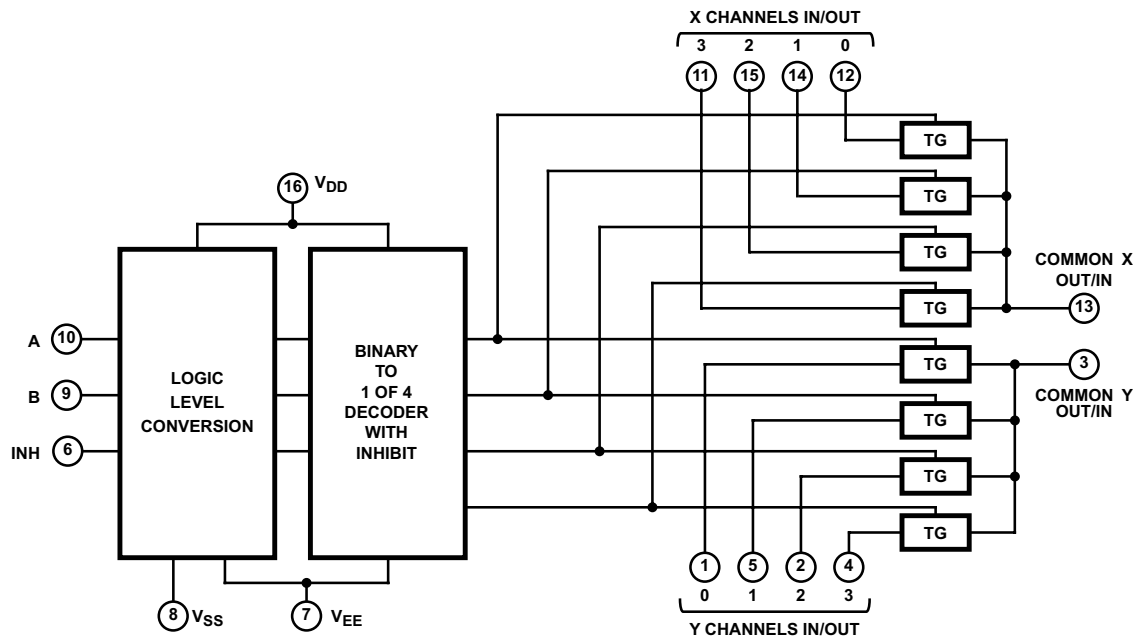 X CHANNELS IN/OUT
3 2 1 0
11 15 14 12
TG
16 VDD
TG
TG
COMMON X
OUT/IN
TG
13
A 10
BINARY
TO
1 OF 4
DECODER
WITH
INHIBIT
LOGIC
LEVEL
CONVERSION
TG
3
COMMON Y
OUT/IN
B 9
TG
INH 6
TG
TG
1 5 2 4
0 1 2 3
8 VSS
7 VEE
Y CHANNELS IN/OUT